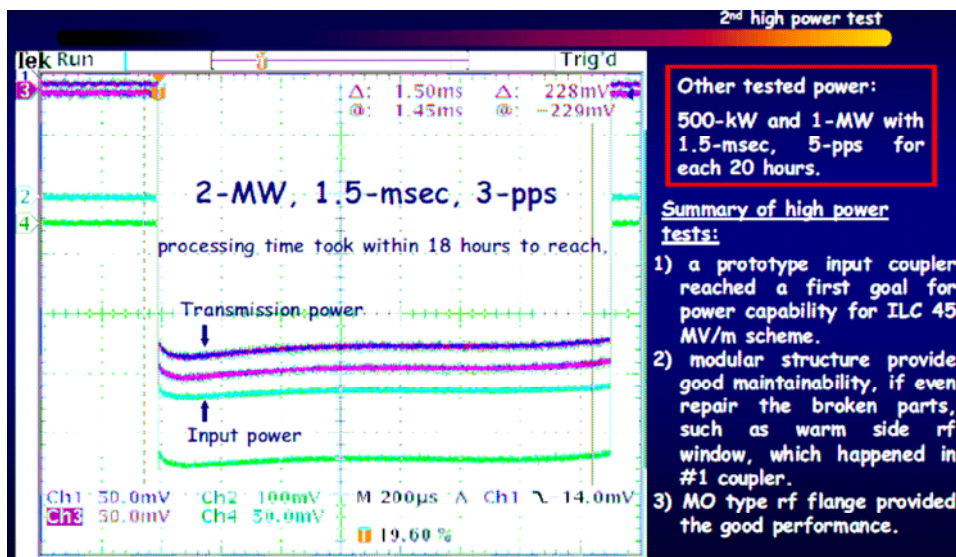 2nd high power test
Tek Run
Trig'd
1
3
Δ: 1.50ms Δ: 228mV
@: 1.45ms @: -229mV
2
2-MW, 1.5-msec, 3-pps
4
processing time took within 18 hours to reach,
Transmission power
Input power
Ch1 50.0mV Ch2 100mV M 200µs A Ch1 14.0mV
Ch3 50.0mV Ch4 50.0mV
19.60 %
Other tested power:
500-kW and 1-MW with
1.5-msec, 5-pps for
each 20 hours.
Summary of high power
tests:
1) a prototype input coupler
reached a first goal for
power capability for ILC 45
MV/m scheme.
2) modular structure provide
good maintainability, if even
repair the broken parts,
such as warm side rf
window, which happened in
#1 coupler.
3) MO type rf flange provided
the good performance.